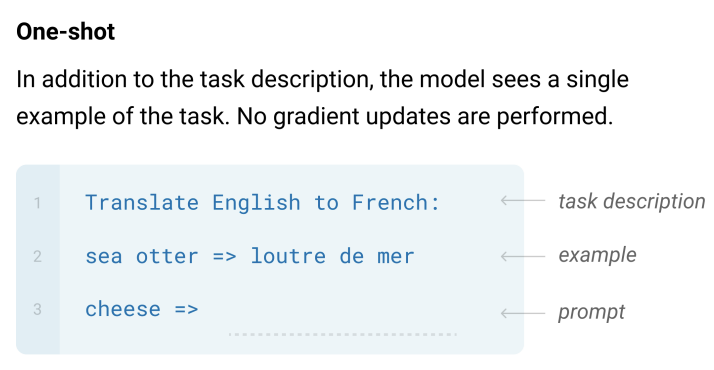 One-shot
In addition to the task description, the model sees a single
example of the task. No gradient updates are performed.
1 Translate English to French: task description
2 sea otter => loutre de mer example
3 cheese => prompt